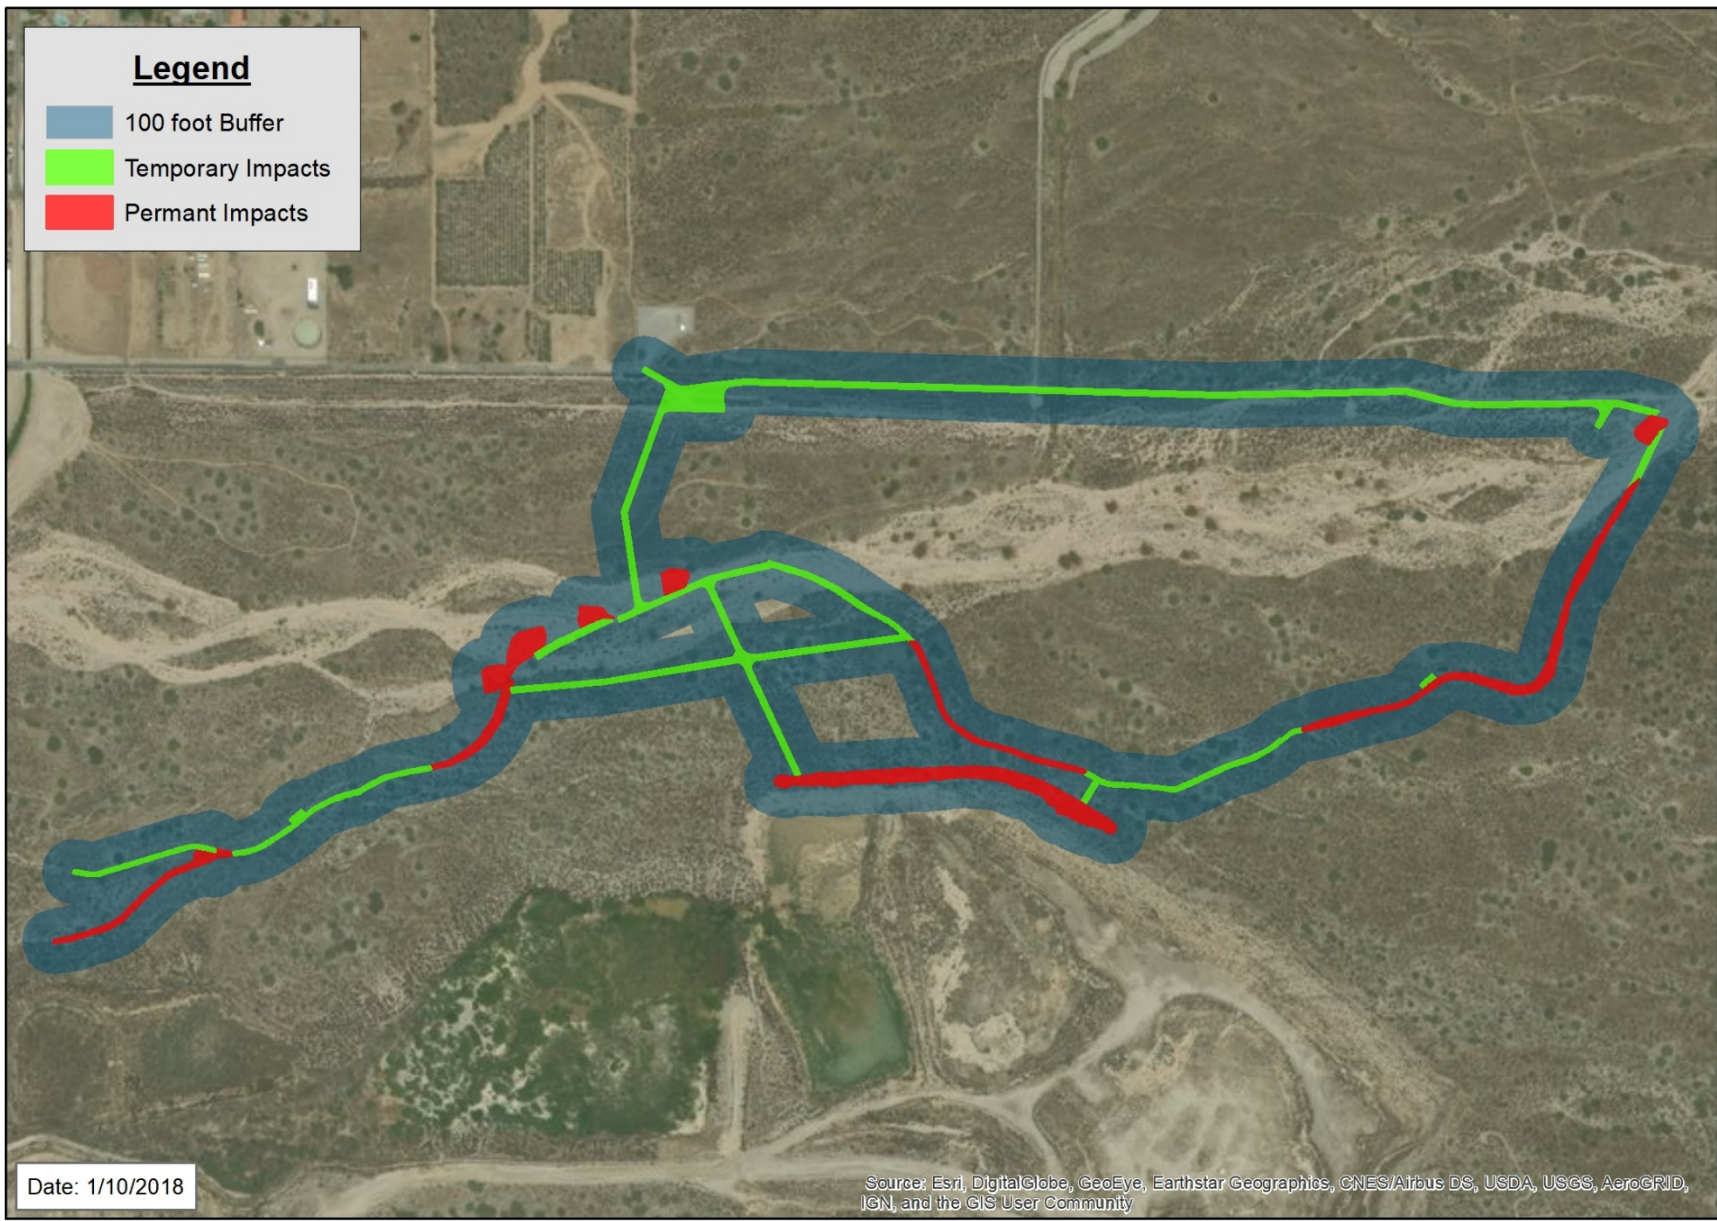 Legend
100 foot Buffer
Temporary Impacts
Permant Impacts
Date: 1/10/2018
Source: Esri, DigitalGlobe, GeoEye, Earthstar Geographics, CNES/Airbus DS, USDA, USGS, AeroGRID,
IGN, and the GIS User Community